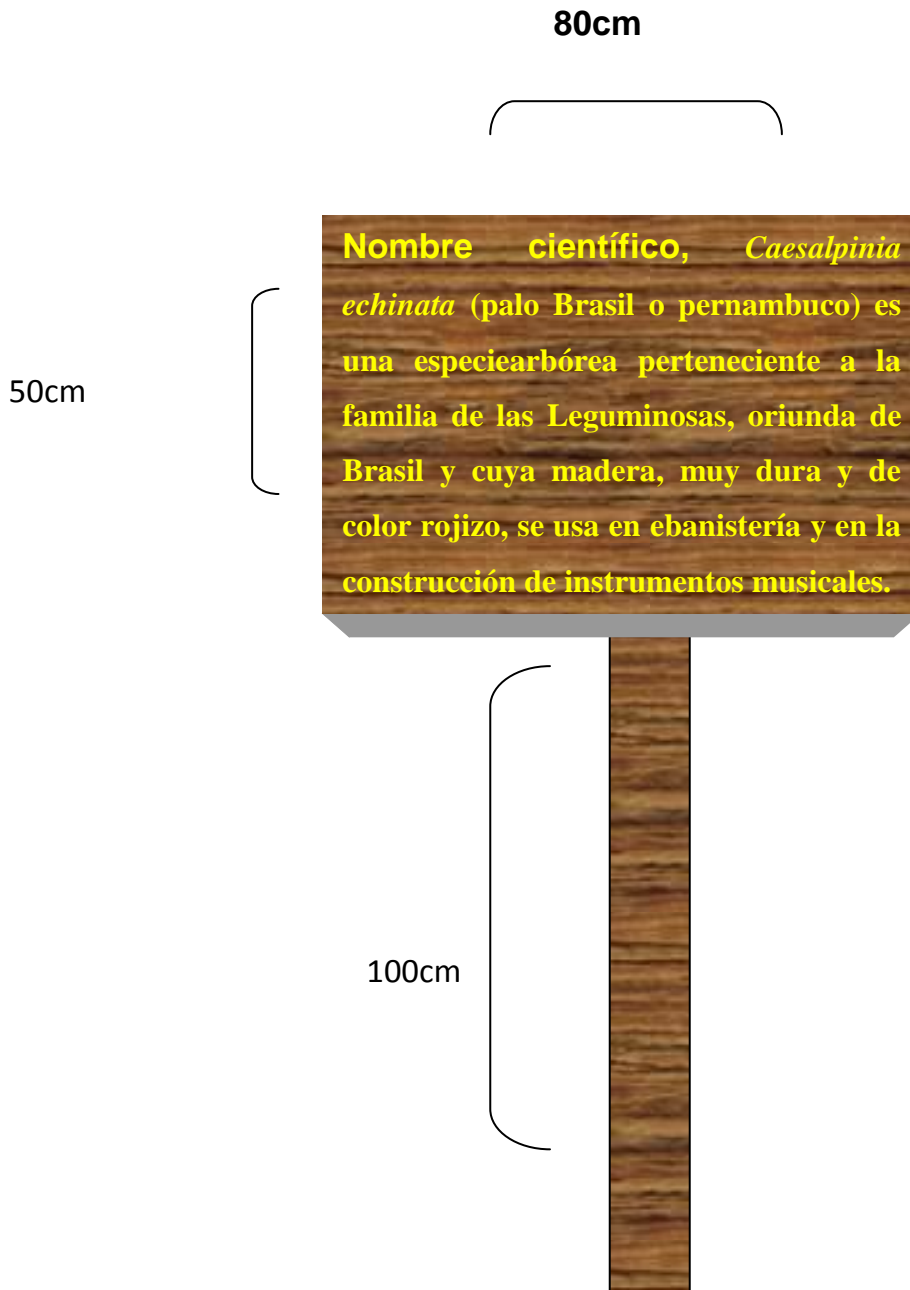 80cm
Nombre científico, Caesalpinia
echinata (palo Brasil o pernambuco) es
una especiearbórea perteneciente a la
familia de las Leguminosas, oriunda de
Brasil y cuya madera, muy dura y de
color rojizo, se usa en ebanistería y en la
construcción de instrumentos musicales.
50cm
100cm